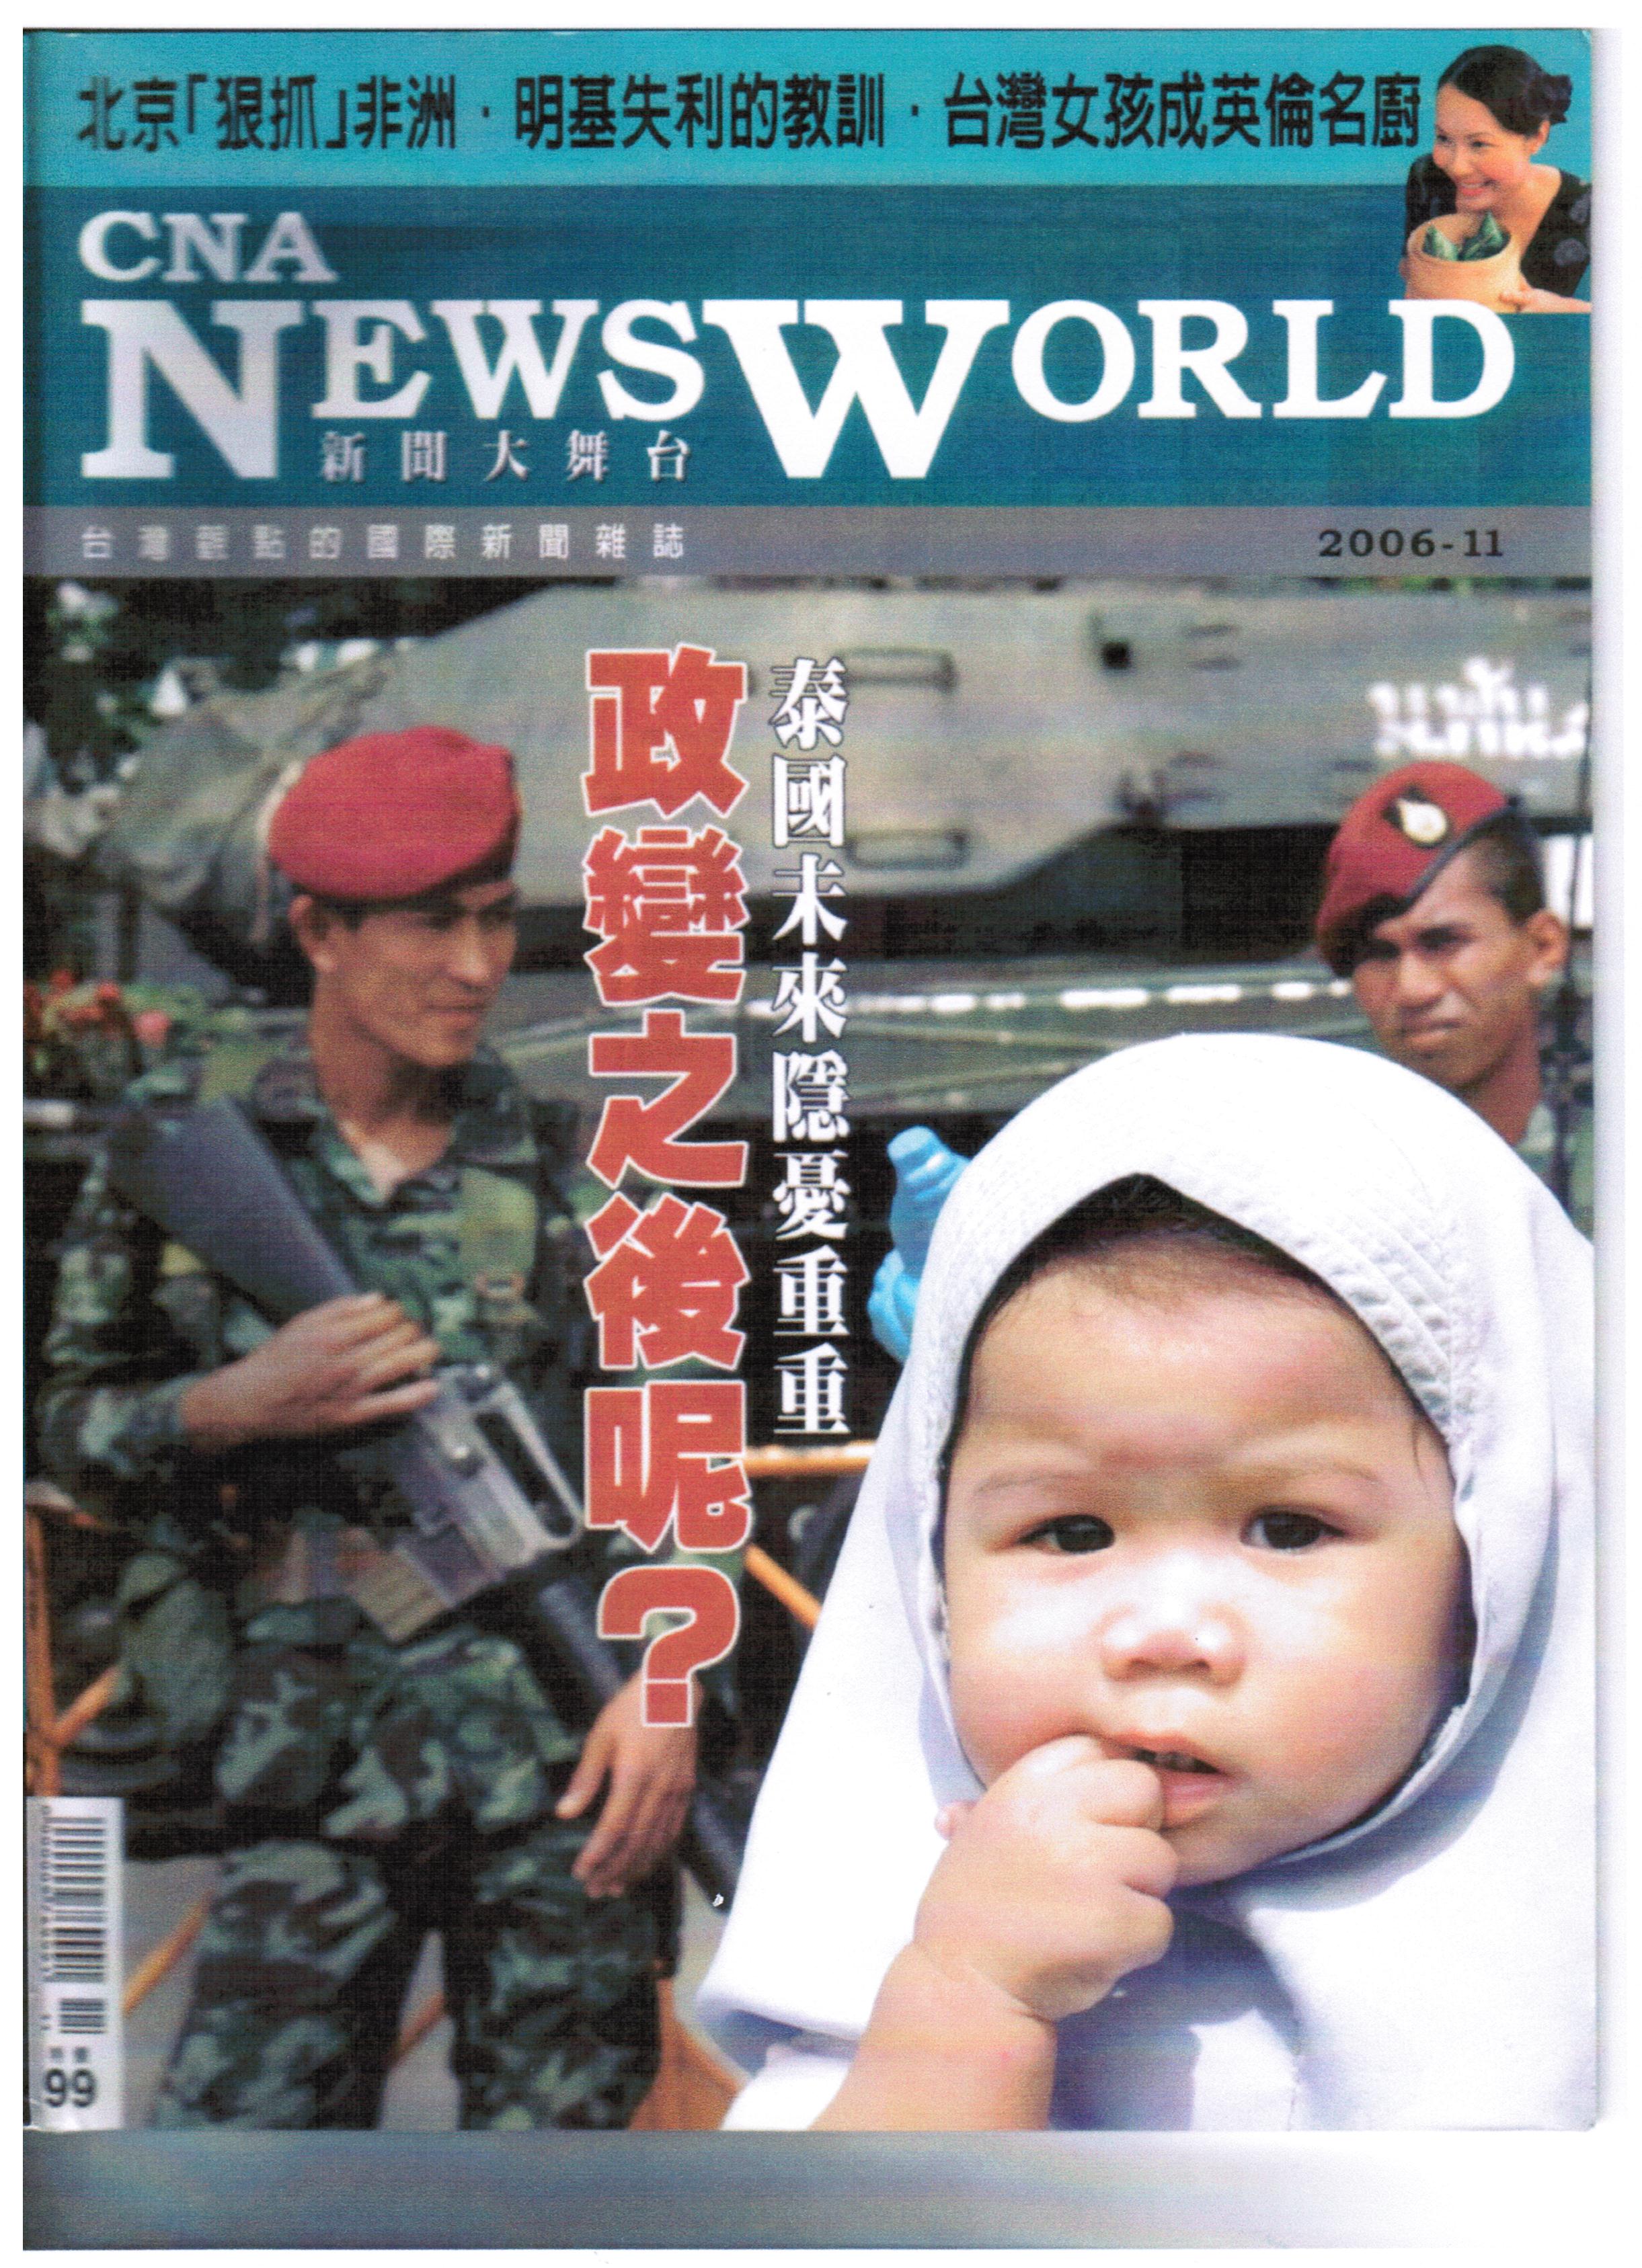 北京「狠抓」非洲・明基失利的教訓・台灣女孩成英倫名廚
CNA
NEWSWORLD
新聞大舞台
台灣觀點的國際新聞雜誌
2006-11
泰國未來隱憂重重
政變之後呢?
特價
99